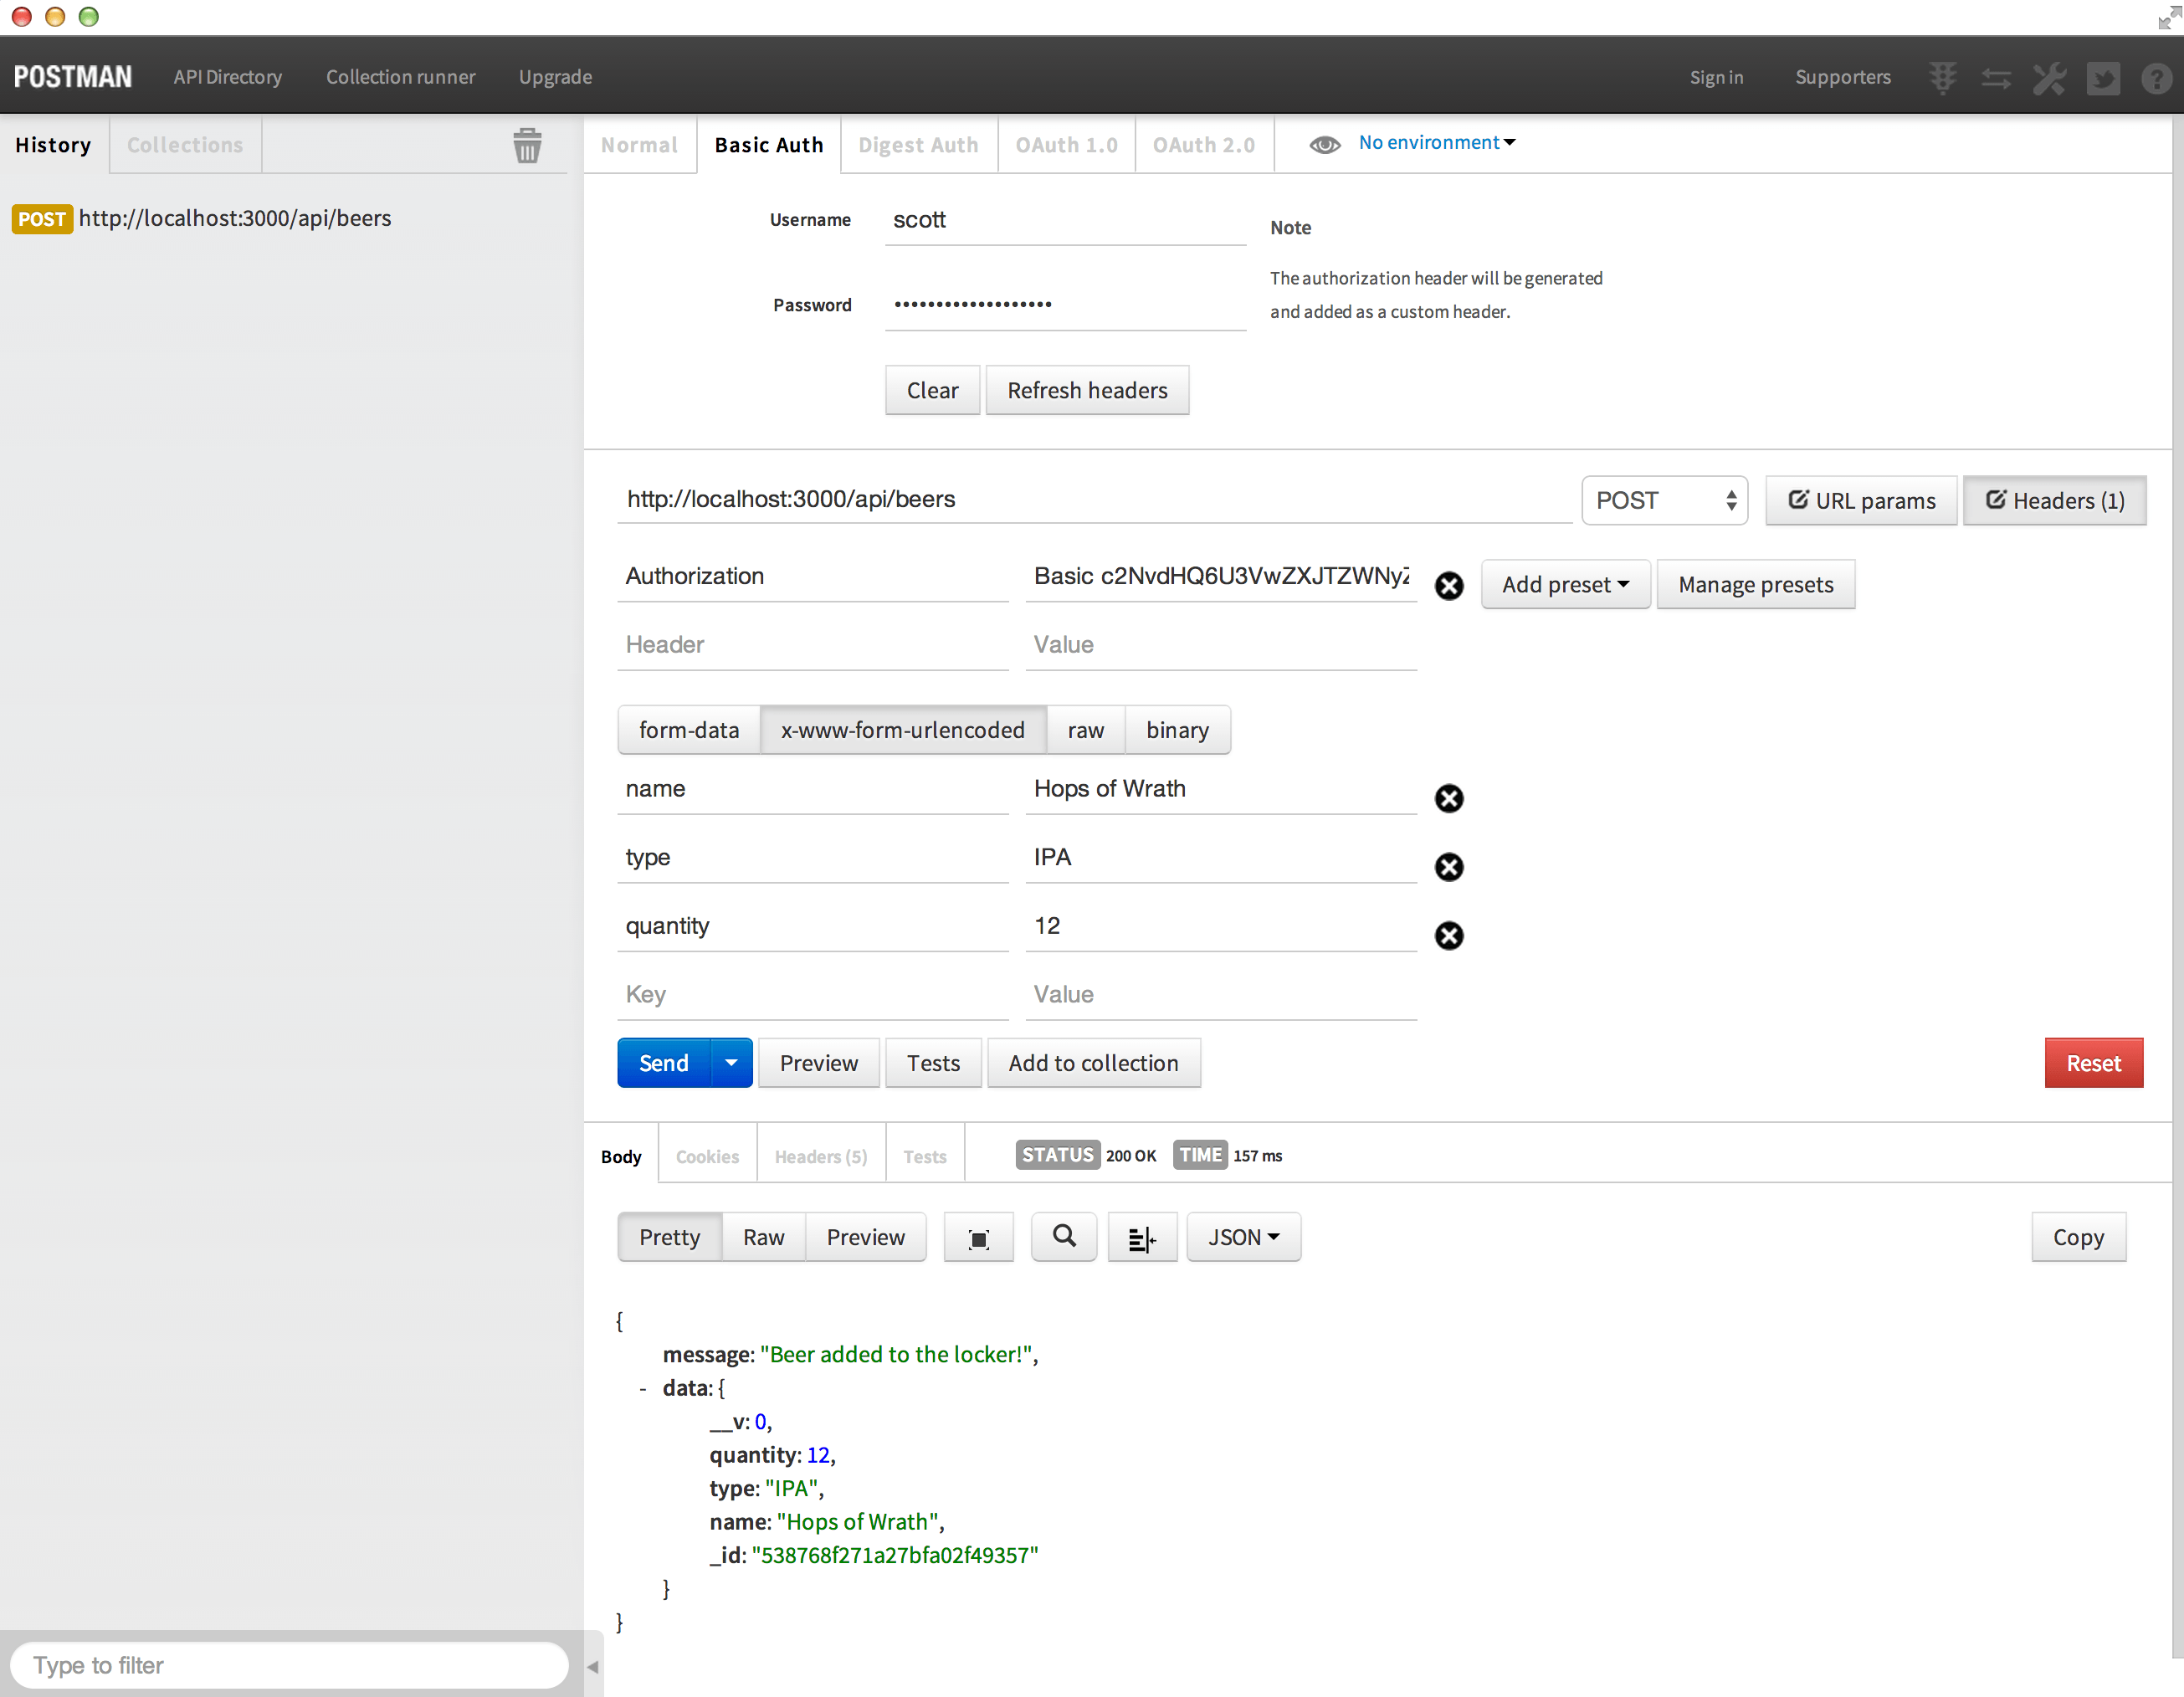 POSTMAN API Directory Collection runner Upgrade Sign in Supporters
History Collections
POST http://localhost:3000/api/beers
Normal Basic Auth Digest Auth OAuth 1.0 OAuth 2.0 No environment
Username scott
Note
The authorization header will be generated
and added as a custom header.
Password •••••••••••••••••••
Clear Refresh headers
http://localhost:3000/api/beers POST URL params Headers (1)
Authorization Basic c2NvdHQ6U3VwZXJTZWNyZ Add preset Manage presets
Header Value
form-data x-www-form-urlencoded raw binary
name Hops of Wrath
type IPA
quantity 12
Key Value
Send Preview Tests Add to collection Reset
Body Cookies Headers (5) Tests STATUS 200 OK TIME 157 ms
Pretty Raw Preview JSON Copy
{
message: "Beer added to the locker!",
- data: {
__v: 0,
quantity: 12,
type: "IPA",
name: "Hops of Wrath",
_id: "538768f271a27bfa02f49357"
}
}
Type to filter